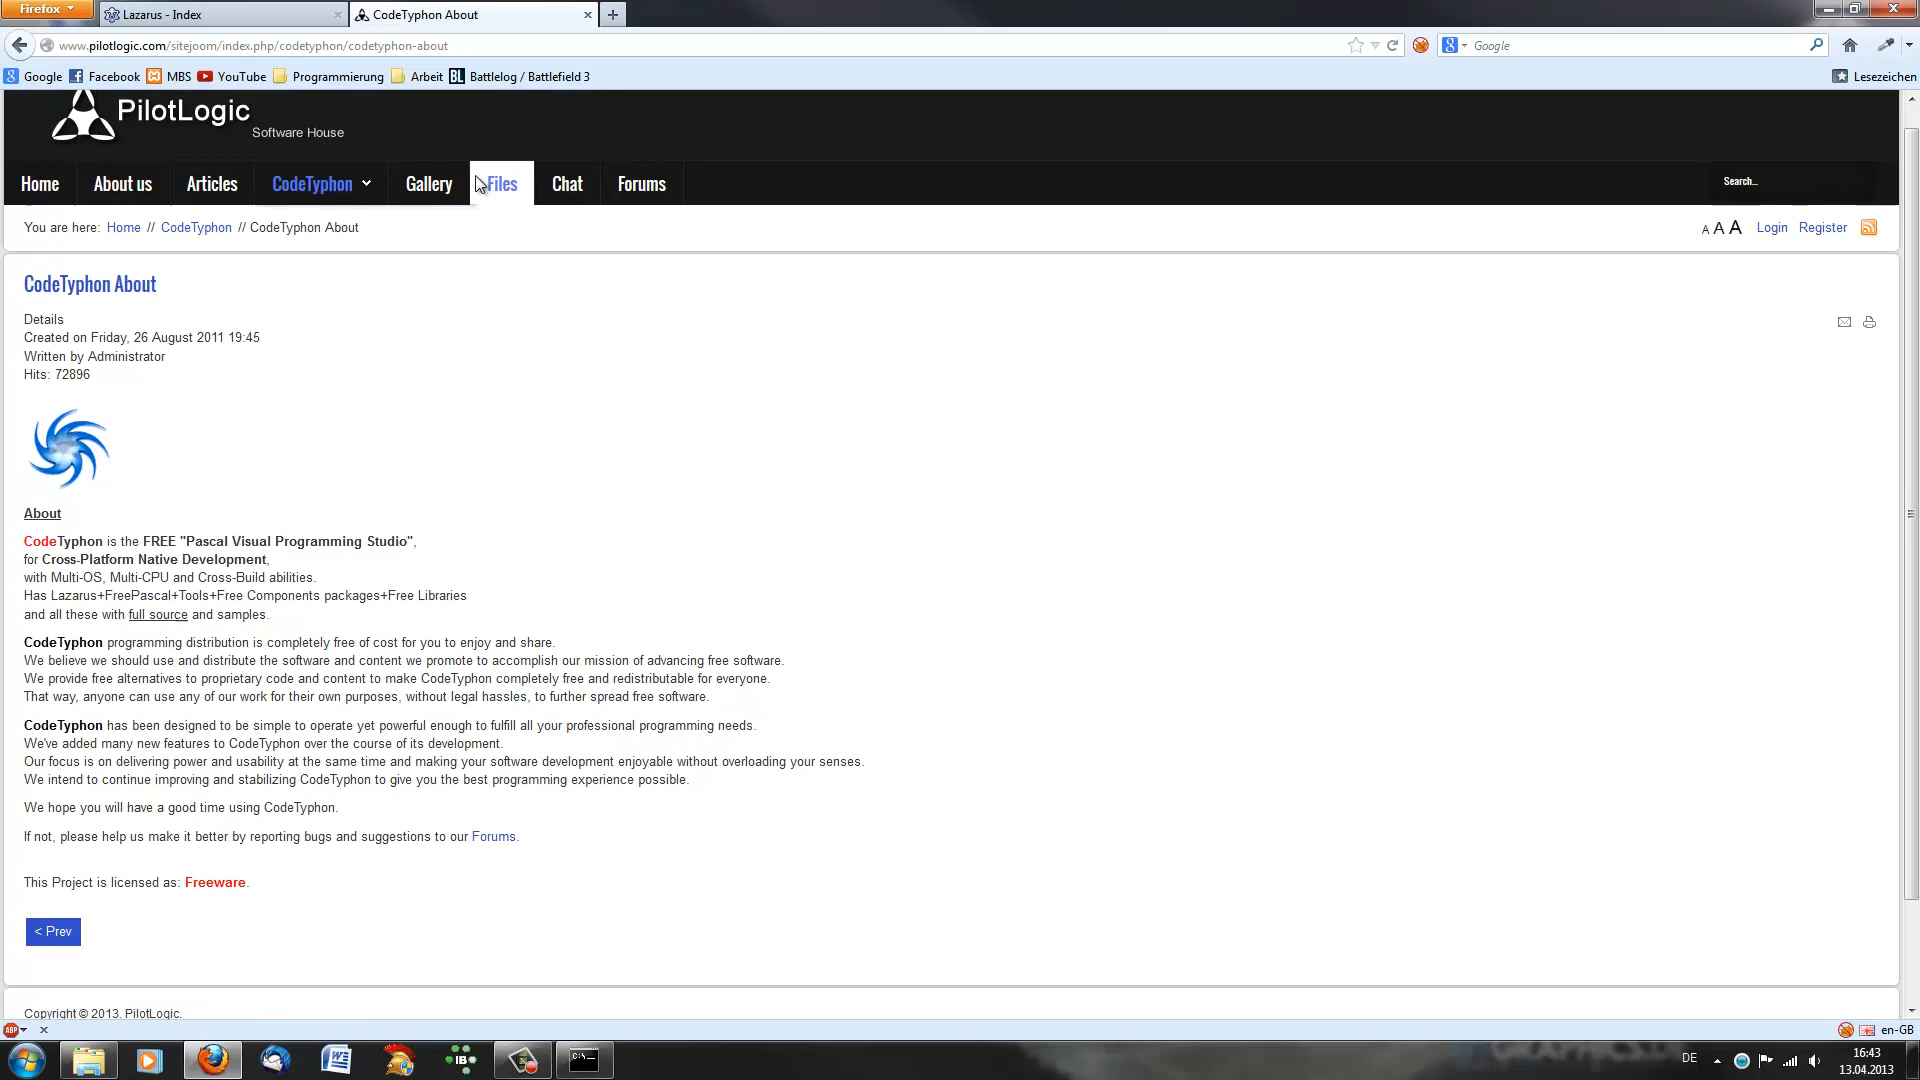 Firefox
Lazarus - Index
CodeTyphon About
www.pilotlogic.com/sitejoom/index.php/codetyphon/codetyphon-about
Google
Google
Facebook
MBS
YouTube
Programmierung
Arbeit
BL
Battlelog / Battlefield 3
Lesezeichen
PilotLogic
Software House
Home
About us
Articles
CodeTyphon
Gallery
Files
Chat
Forums
Search...
You are here: Home // CodeTyphon // CodeTyphon About
A A A
Login
Register
CodeTyphon About
Details
Created on Friday, 26 August 2011 19:45
Written by Administrator
Hits: 72896
About
CodeTyphon is the FREE "Pascal Visual Programming Studio",
for Cross-Platform Native Development,
with Multi-OS, Multi-CPU and Cross-Build abilities.
Has Lazarus+FreePascal+Tools+Free Components packages+Free Libraries
and all these with full source and samples.
CodeTyphon programming distribution is completely free of cost for you to enjoy and share.
We believe we should use and distribute the software and content we promote to accomplish our mission of advancing free software.
We provide free alternatives to proprietary code and content to make CodeTyphon completely free and redistributable for everyone.
That way, anyone can use any of our work for their own purposes, without legal hassles, to further spread free software.
CodeTyphon has been designed to be simple to operate yet powerful enough to fulfill all your professional programming needs.
We've added many new features to CodeTyphon over the course of its development.
Our focus is on delivering power and usability at the same time and making your software development enjoyable without overloading your senses.
We intend to continue improving and stabilizing CodeTyphon to give you the best programming experience possible.
We hope you will have a good time using CodeTyphon.
If not, please help us make it better by reporting bugs and suggestions to our Forums.
This Project is licensed as: Freeware.
< Prev
Copyright © 2013. PilotLogic.
ABP
en-GB
IB
C:\
DE
16:43
13.04.2013